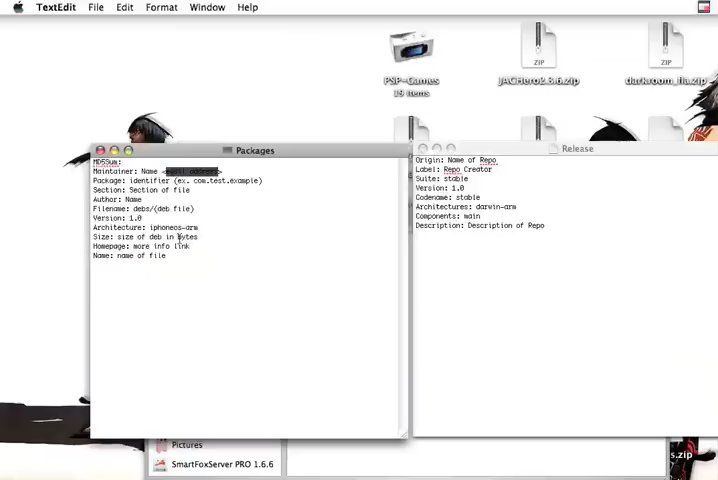 TextEdit File Edit Format Window Help
PSP-Games
19 items
ZIP
JACHero2.3.6.zip
ZIP
darkroom_fla.zip
Packages
MD5Sum:
Maintainer: Name <email address>
Package: identifier (ex. com.test.example)
Section: Section of file
Author: Name
Filename: debs/(deb file)
Version: 1.0
Architecture: iphoneos-arm
Size: size of deb in bytes
Homepage: more info link
Name: name of file
Release
Origin: Name of Repo
Label: Repo Creator
Suite: stable
Version: 1.0
Codename: stable
Architectures: darwin-arm
Components: main
Description: Description of Repo
Pictures
SmartFoxServer PRO 1.6.6
s.zip